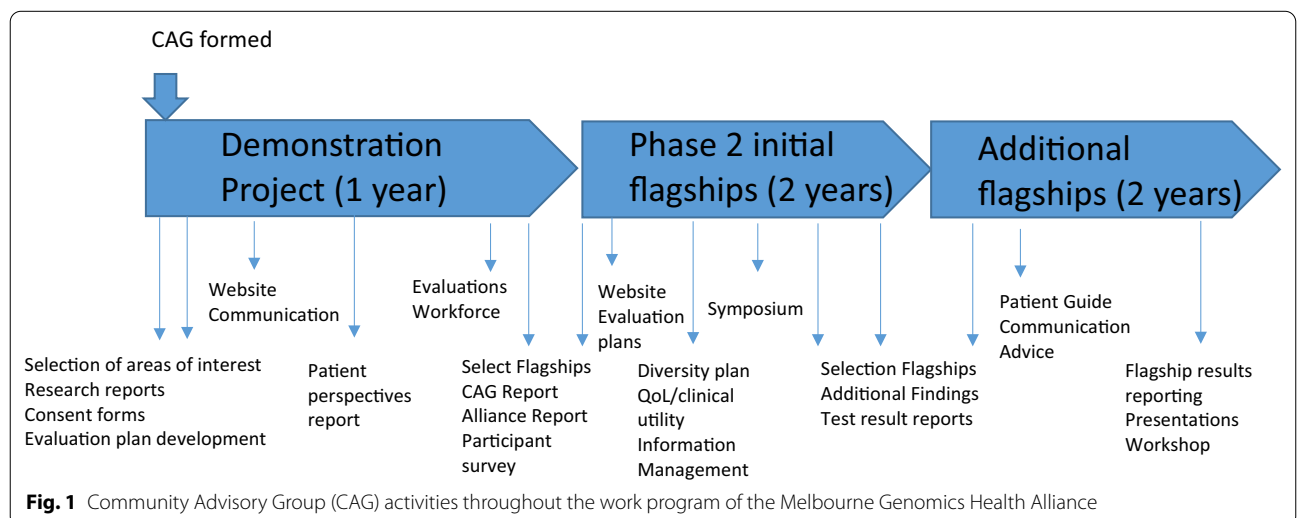 CAG formed
Demonstration
Project (1 year)
Phase 2 initial
flagships (2 years)
Additional
flagships (2 years)
Website
Communication
Evaluations
Workforce
Website
Evaluation
plans
Symposium
Patient Guide
Communication
Advice
Selection of areas of interest
Research reports
Consent forms
Evaluation plan development
Patient
perspectives
report
Select Flagships
CAG Report
Alliance Report
Participant
survey
Diversity plan
QoL/clinical
utility
Information
Management
Selection Flagships
Additional Findings
Test result reports
Flagship results
reporting
Presentations
Workshop
Fig. 1 Community Advisory Group (CAG) activities throughout the work program of the Melbourne Genomics Health Alliance